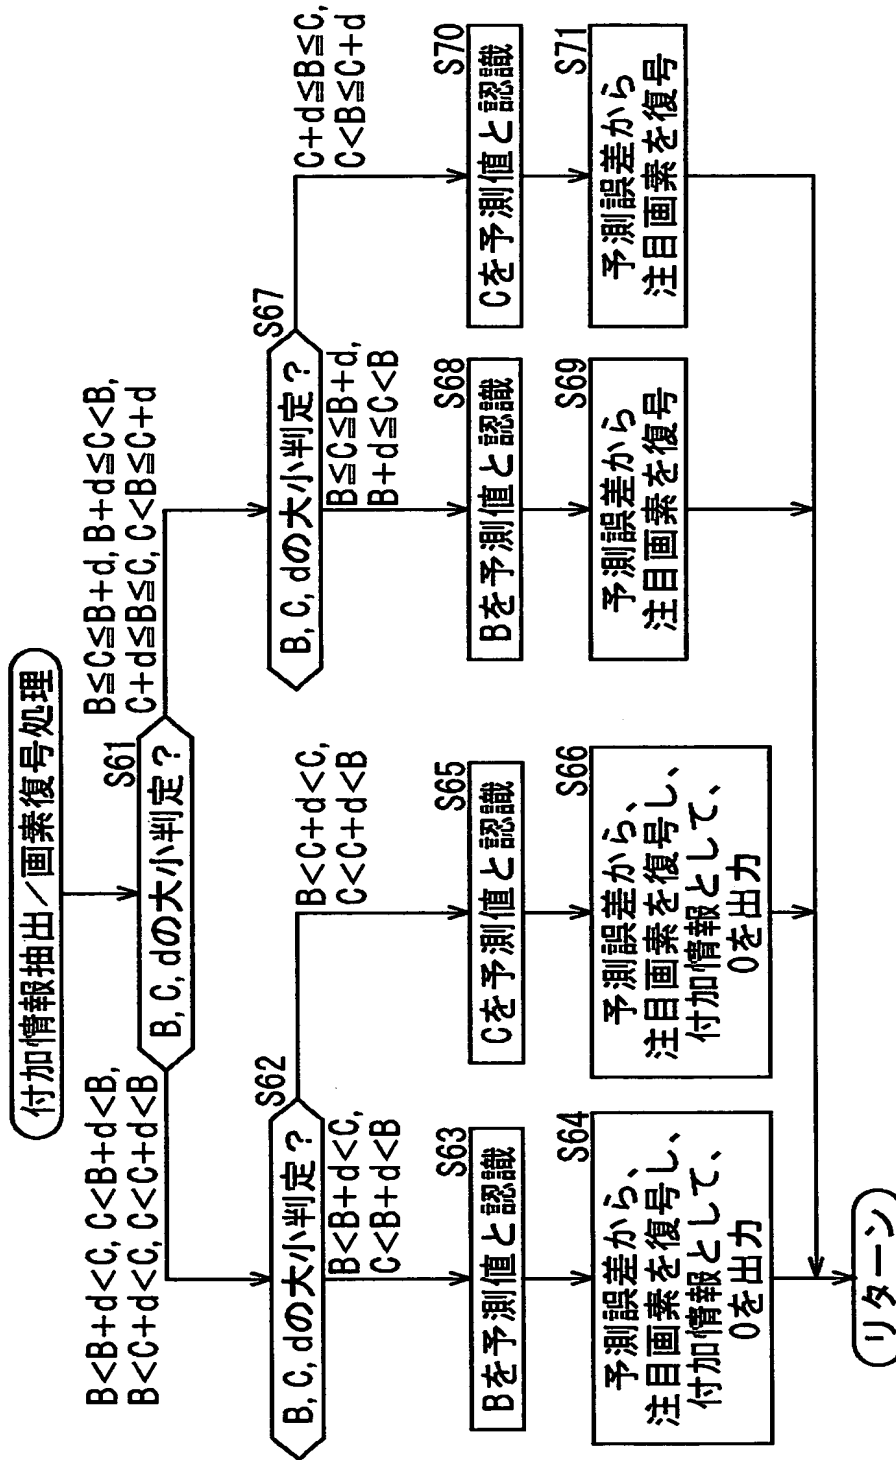 付加情報抽出／画素復号処理
S61
B, C, dの大小判定？
B<B+d<C, C<B+d<B,
B<C+d<C, C<C+d<B
B≦C≦B+d, B+d≦C<B,
C+d≦B≦C, C<B≦C+d
S62
B, C, dの大小判定？
B<B+d<C,
C<B+d<B
B<C+d<C,
C<C+d<B
S63
Bを予測値と認識
S64
予測誤差から、
注目画素を復号し、
付加情報として、
0を出力
S65
Cを予測値と認識
S66
予測誤差から、
注目画素を復号し、
付加情報として、
0を出力
S67
B, C, dの大小判定？
B≦C≦B+d,
B+d≦C<B
C+d≦B≦C,
C<B≦C+d
S68
Bを予測値と認識
S69
予測誤差から
注目画素を復号
S70
Cを予測値と認識
S71
予測誤差から
注目画素を復号
リターン